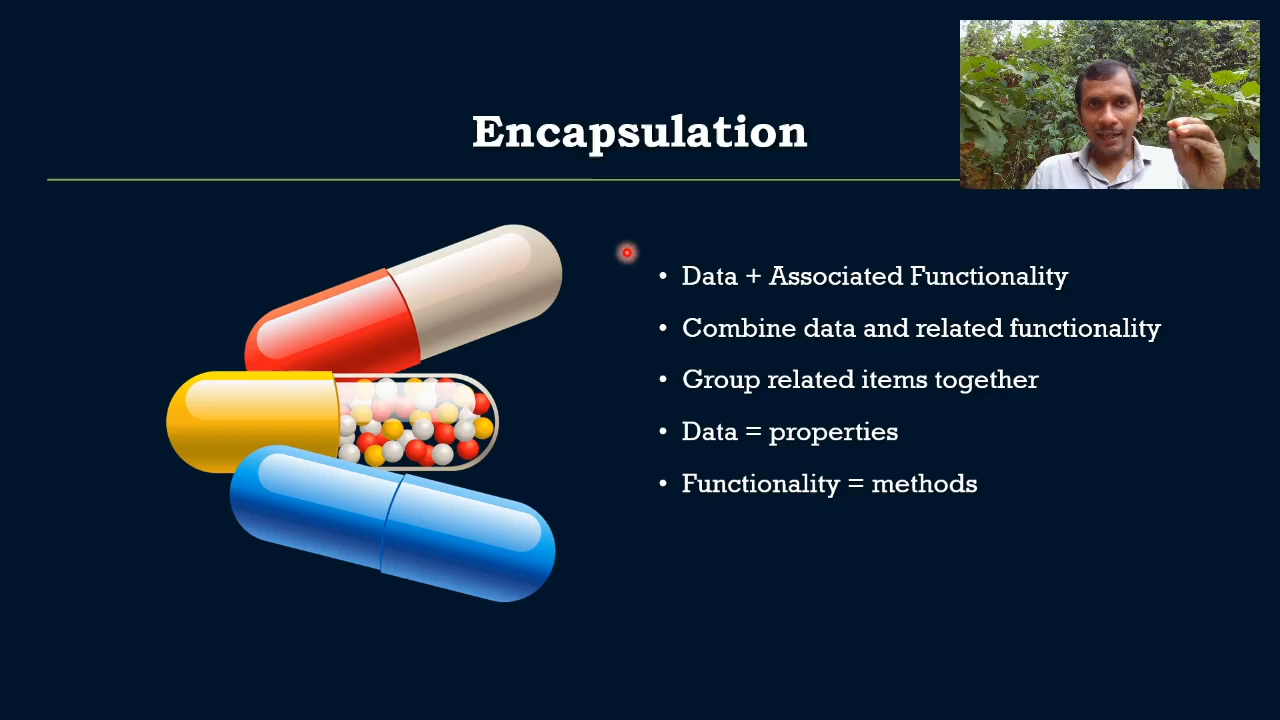 Encapsulation
• Data + Associated Functionality
• Combine data and related functionality
• Group related items together
• Data = properties
• Functionality = methods